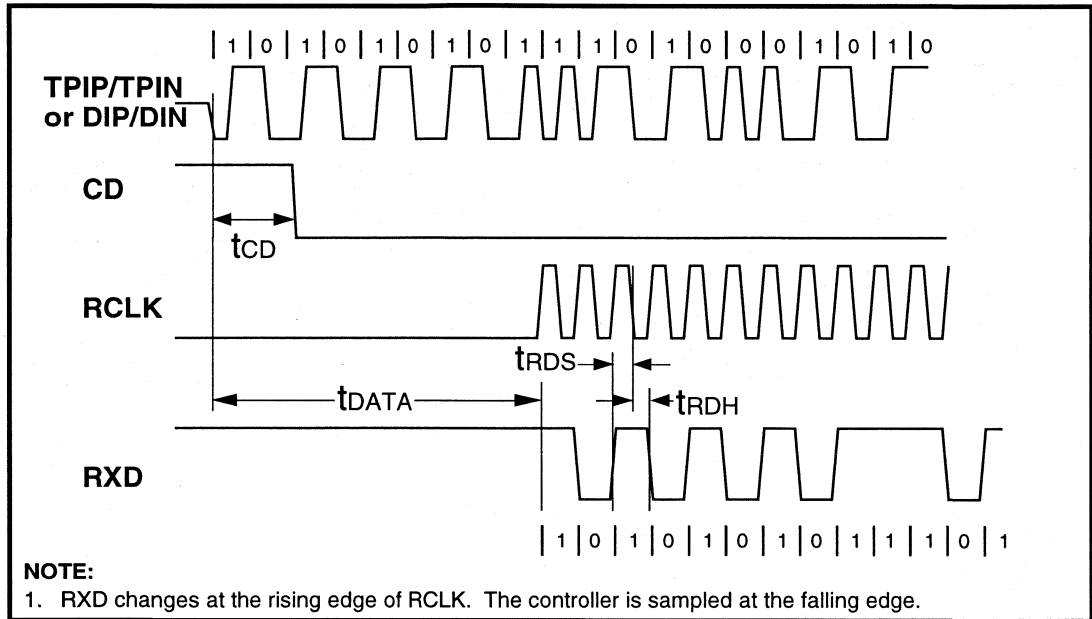 | 1 | 0 | 1 | 0 | 1 | 0 | 1 | 0 | 1 | 1 | 1 | 0 | 1 | 0 | 0 | 0 | 1 | 0 | 1 | 0
TPIP/TPIN
or DIP/DIN
CD
tCD
RCLK
tRDS
tDATA
tRDH
RXD
| 1 | 0 | 1 | 0 | 1 | 0 | 1 | 0 | 1 | 1 | 1 | 0 | 1
NOTE:
1. RXD changes at the rising edge of RCLK. The controller is sampled at the falling edge.